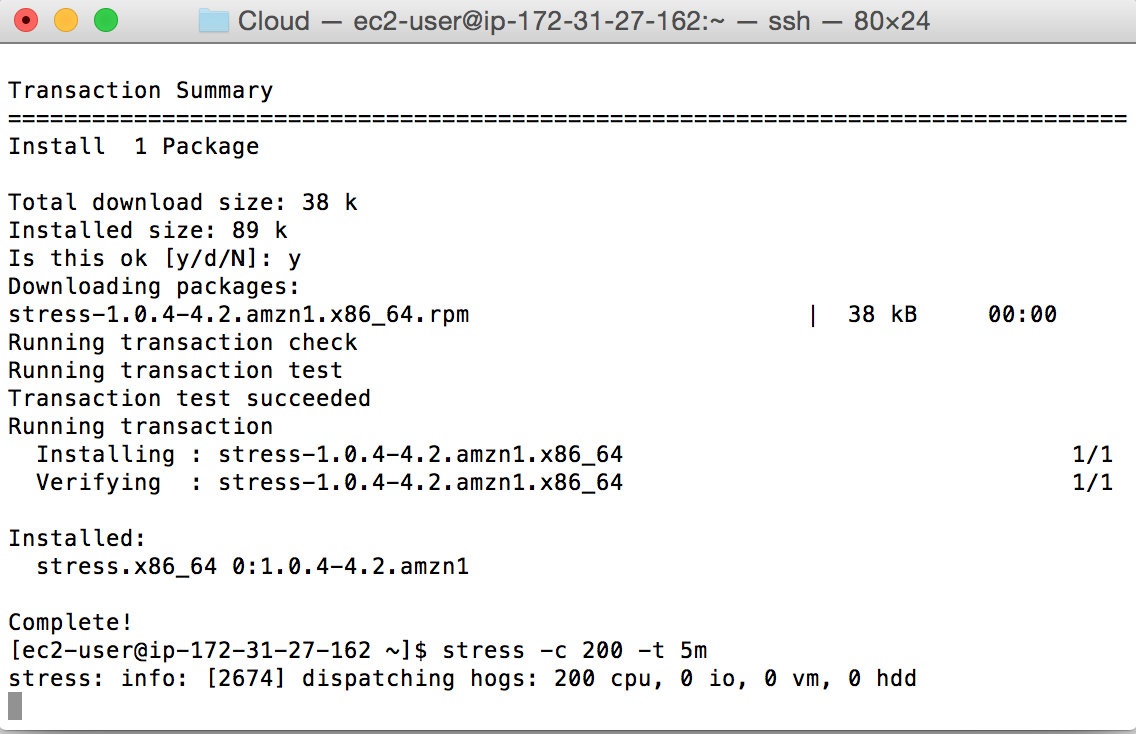 Cloud — ec2-user@ip-172-31-27-162:~ — ssh — 80×24
Transaction Summary
================================================================================
Install  1 Package
Total download size: 38 k
Installed size: 89 k
Is this ok [y/d/N]: y
Downloading packages:
stress-1.0.4-4.2.amzn1.x86_64.rpm                        |  38 kB     00:00
Running transaction check
Running transaction test
Transaction test succeeded
Running transaction
  Installing : stress-1.0.4-4.2.amzn1.x86_64                                1/1
  Verifying  : stress-1.0.4-4.2.amzn1.x86_64                                1/1
Installed:
  stress.x86_64 0:1.0.4-4.2.amzn1
Complete!
[ec2-user@ip-172-31-27-162 ~]$ stress -c 200 -t 5m
stress: info: [2674] dispatching hogs: 200 cpu, 0 io, 0 vm, 0 hdd